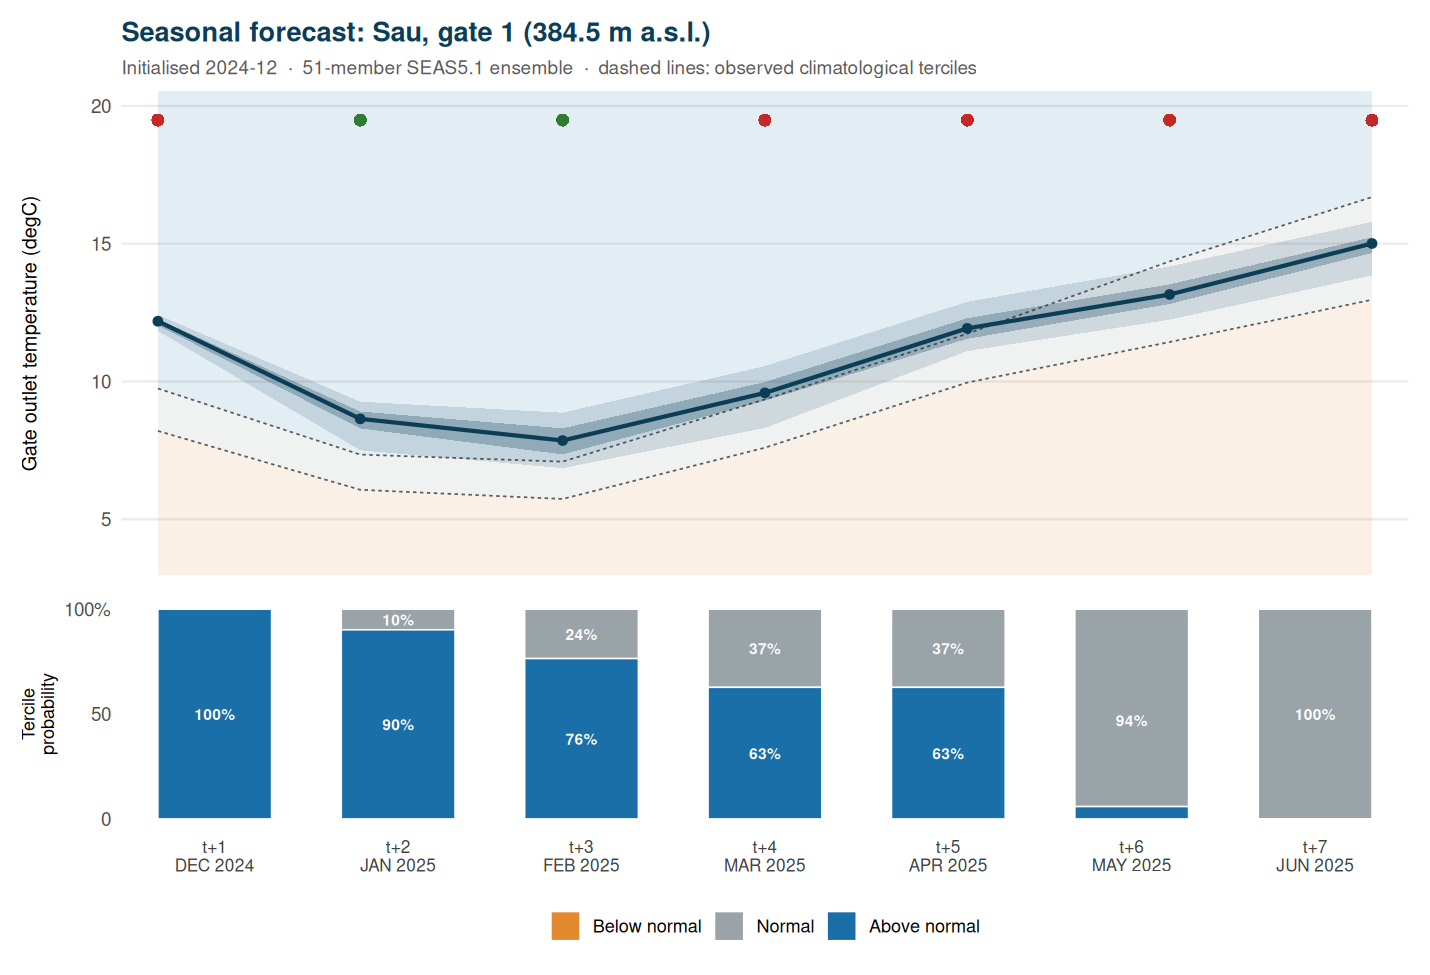 Seasonal forecast: Sau, gate 1 (384.5 m a.s.l.)
Initialised 2024-12 · 51-member SEAS5.1 ensemble · dashed lines: observed climatological terciles
Gate outlet temperature (degC)
20
15
10
5
Tercile
probability
100%
50
0
100%
10%
90%
24%
76%
37%
63%
37%
63%
94%
100%
t+1
DEC 2024
t+2
JAN 2025
t+3
FEB 2025
t+4
MAR 2025
t+5
APR 2025
t+6
MAY 2025
t+7
JUN 2025
Below normal
Normal
Above normal